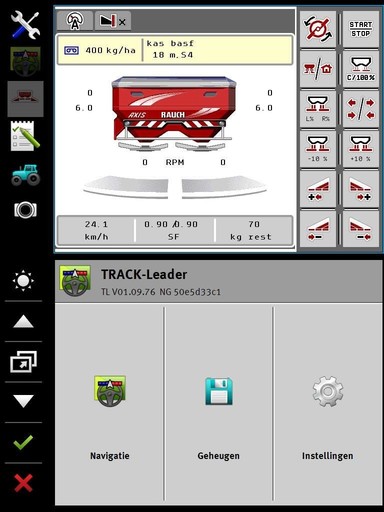 400 kg/ha
kas basf
18 m.S4
START
STOP
C/100%
0
6.0
0
6.0
AXIS RAUCH
L% R%
0 RPM 0
-10 % +10 %
24.1
km/h
0.90 /0.90
SF
70
kg rest
TRACK-Leader
TL V01.09.76 NG 50e5d33c1
Navigatie
Geheugen
Instellingen